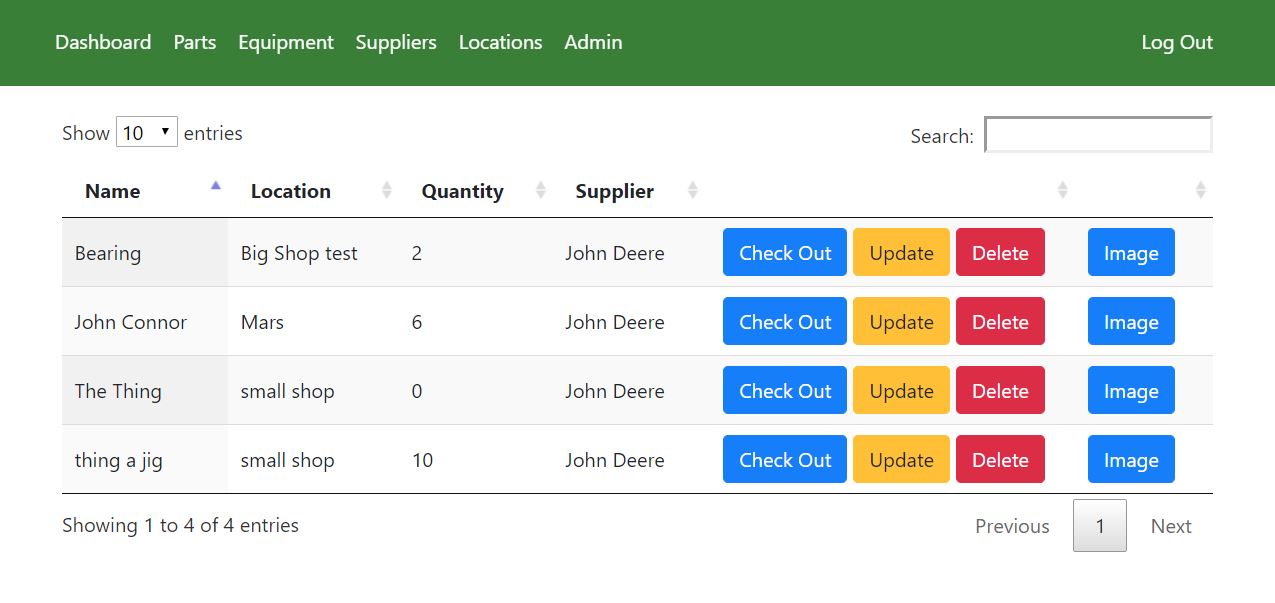 Dashboard Parts Equipment Suppliers Locations Admin Log Out
Show 10 entries Search:
Name Location Quantity Supplier
Bearing Big Shop test 2 John Deere Check Out Update Delete Image
John Connor Mars 6 John Deere Check Out Update Delete Image
The Thing small shop 0 John Deere Check Out Update Delete Image
thing a jig small shop 10 John Deere Check Out Update Delete Image
Showing 1 to 4 of 4 entries Previous 1 Next